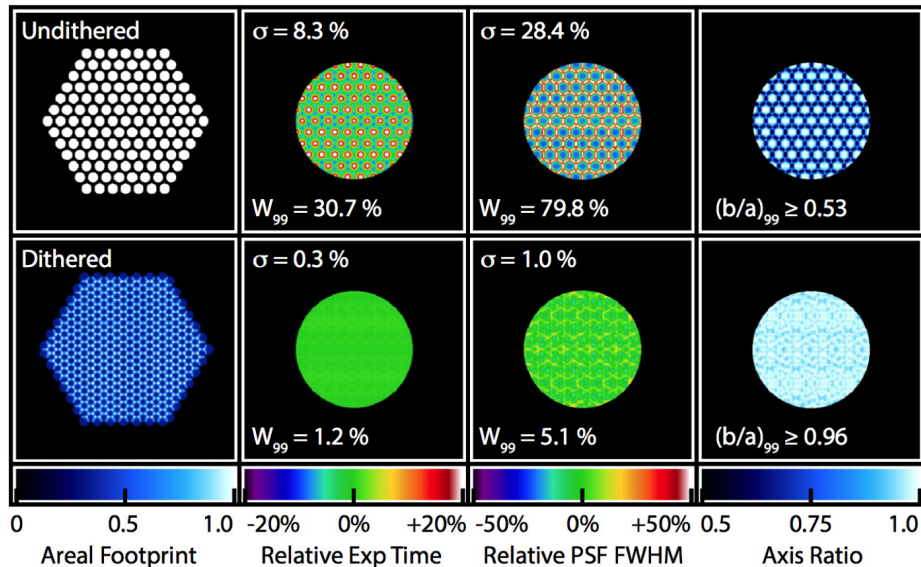 Undithered
σ = 8.3 %
σ = 28.4 %
W99 = 30.7 %
W99 = 79.8 %
(b/a)99 ≥ 0.53
Dithered
σ = 0.3 %
σ = 1.0 %
W99 = 1.2 %
W99 = 5.1 %
(b/a)99 ≥ 0.96
0 0.5 1.0
-20% 0% +20%
-50% 0% +50%
0.5 0.75 1.0
Areal Footprint
Relative Exp Time
Relative PSF FWHM
Axis Ratio